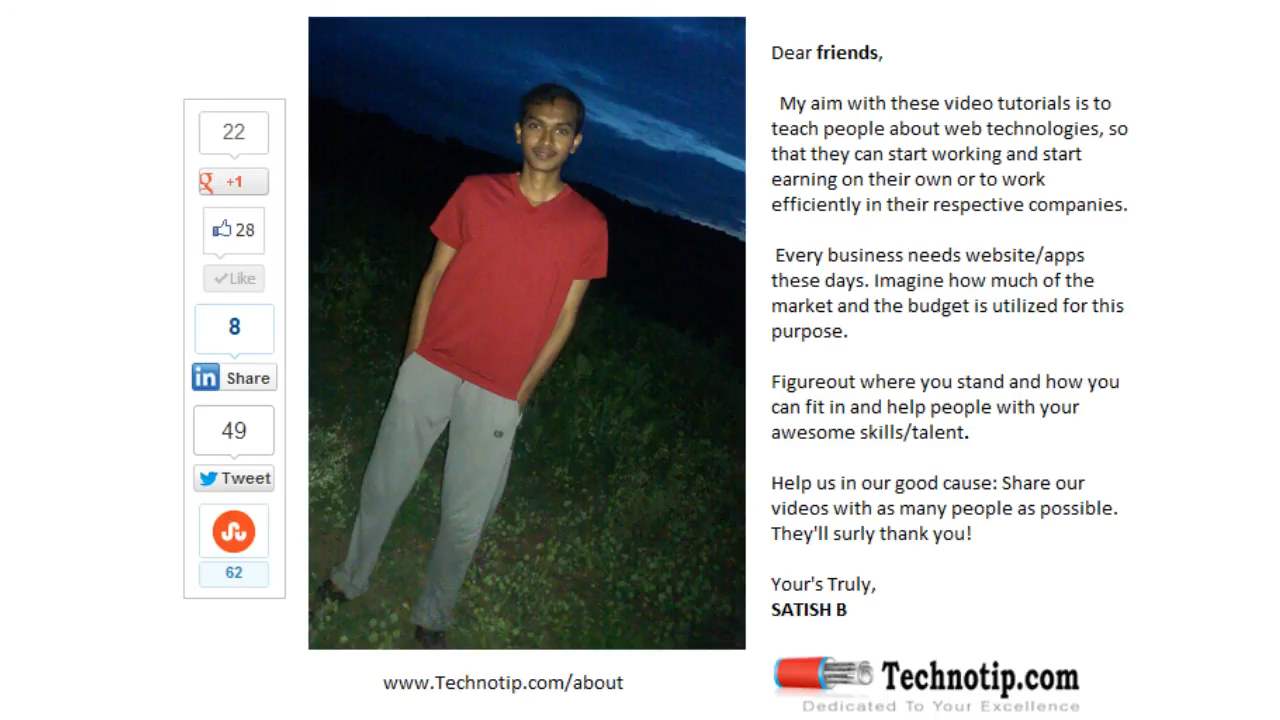 22
+1
28
Like
8
in Share
49
Tweet
62
www.Technotip.com/about
Dear friends,
My aim with these video tutorials is to
teach people about web technologies, so
that they can start working and start
earning on their own or to work
efficiently in their respective companies.
Every business needs website/apps
these days. Imagine how much of the
market and the budget is utilized for this
purpose.
Figureout where you stand and how you
can fit in and help people with your
awesome skills/talent.
Help us in our good cause: Share our
videos with as many people as possible.
They'll surly thank you!
Your's Truly,
SATISH B
Technotip.com
Dedicated To Your Excellence